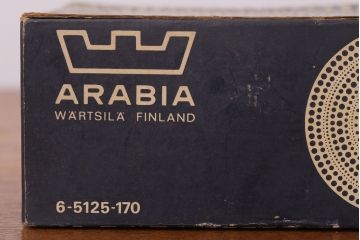 ARABIA
WÄRTSILÄ FINLAND
6-5125-170